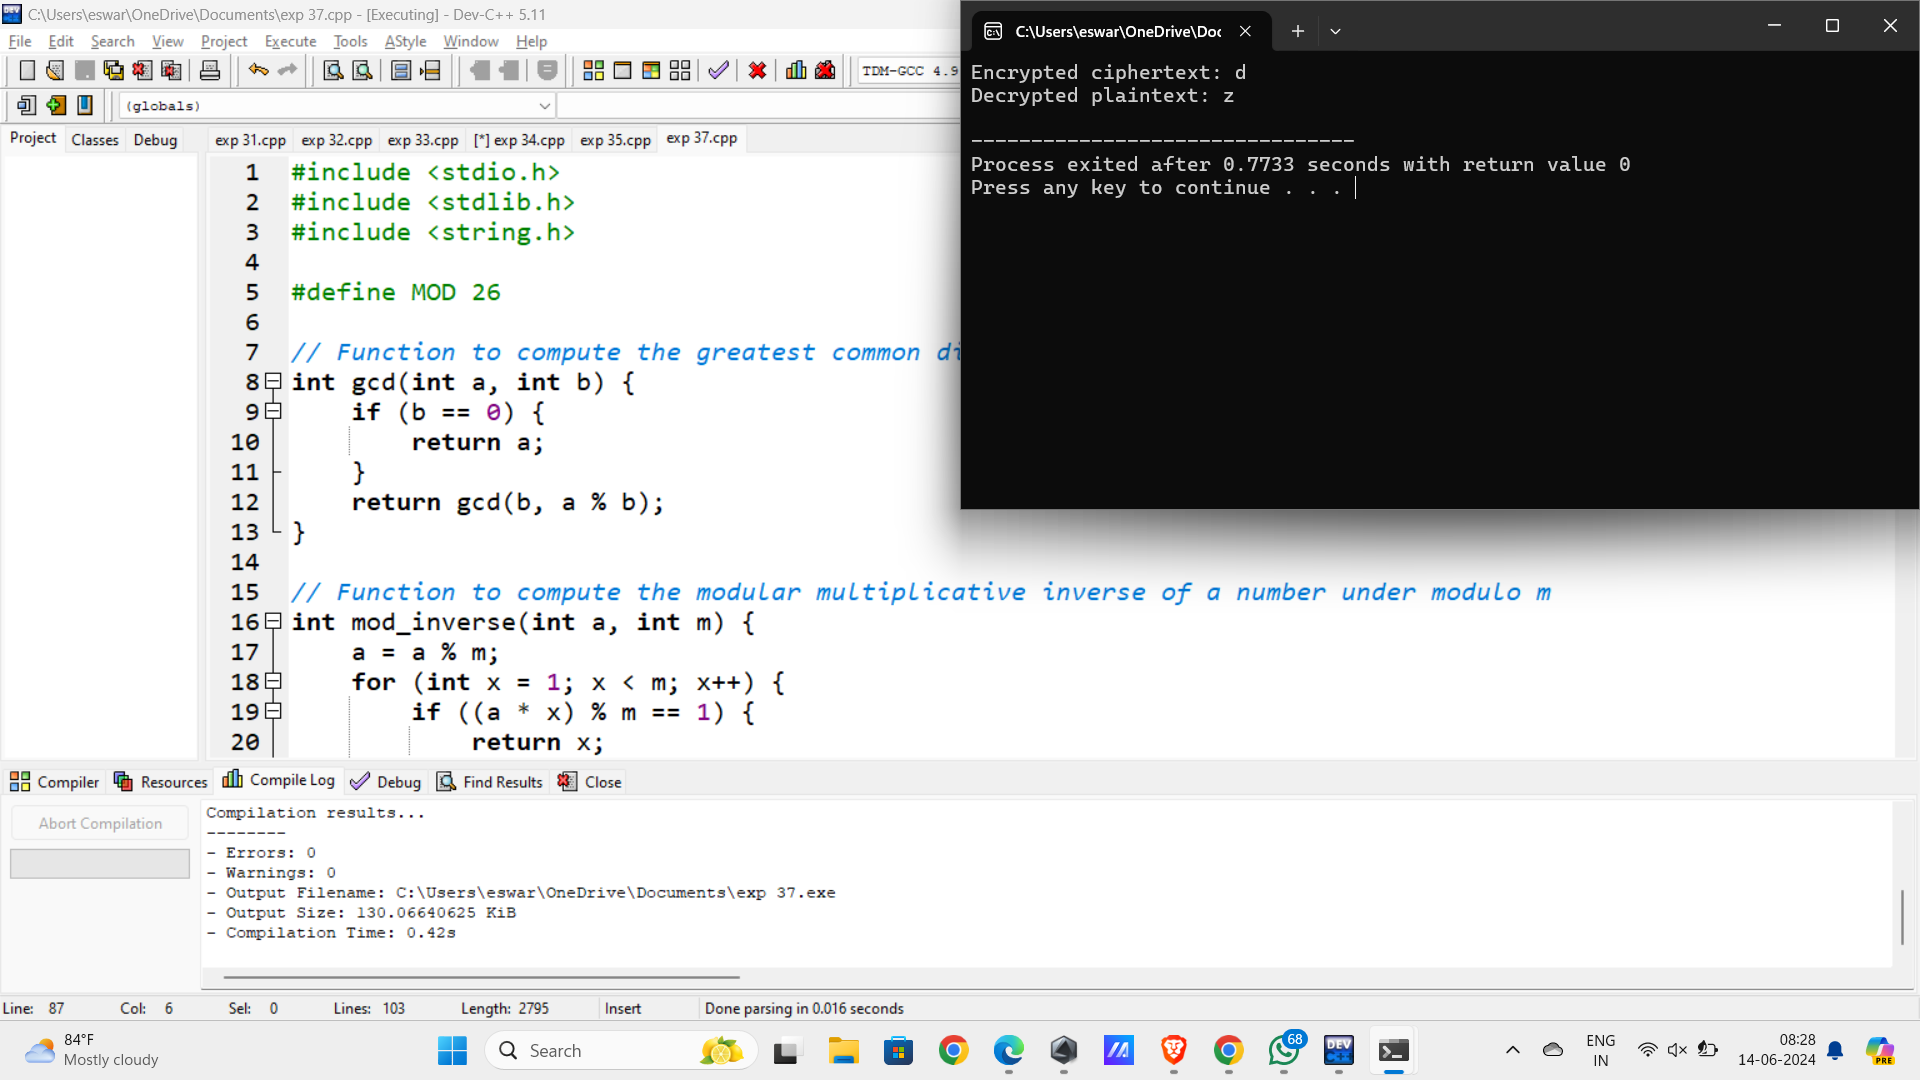 C:\Users\eswar\OneDrive\Documents\exp 37.cpp - [Executing] - Dev-C++ 5.11
File Edit Search View Project Execute Tools AStyle Window Help
TDM-GCC 4.9
(globals)
Project Classes Debug
exp 31.cpp exp 32.cpp exp 33.cpp [*] exp 34.cpp exp 35.cpp exp 37.cpp
1 #include <stdio.h>
2 #include <stdlib.h>
3 #include <string.h>
4
5 #define MOD 26
6
7 // Function to compute the greatest common di
8 int gcd(int a, int b) {
9 if (b == 0) {
10 return a;
11 }
12 return gcd(b, a % b);
13 }
14
15 // Function to compute the modular multiplicative inverse of a number under modulo m
16 int mod_inverse(int a, int m) {
17 a = a % m;
18 for (int x = 1; x < m; x++) {
19 if ((a * x) % m == 1) {
20 return x;
C:\Users\eswar\OneDrive\Doc
Encrypted ciphertext: d
Decrypted plaintext: z
--------------------------------
Process exited after 0.7733 seconds with return value 0
Press any key to continue . . .
Compiler Resources Compile Log Debug Find Results Close
Abort Compilation
Compilation results...
--------
- Errors: 0
- Warnings: 0
- Output Filename: C:\Users\eswar\OneDrive\Documents\exp 37.exe
- Output Size: 130.06640625 KiB
- Compilation Time: 0.42s
Line: 87 Col: 6 Sel: 0 Lines: 103 Length: 2795 Insert Done parsing in 0.016 seconds
84°F
Mostly cloudy
Search
68
DEV
C++
PRE
ENG
IN
08:28
14-06-2024